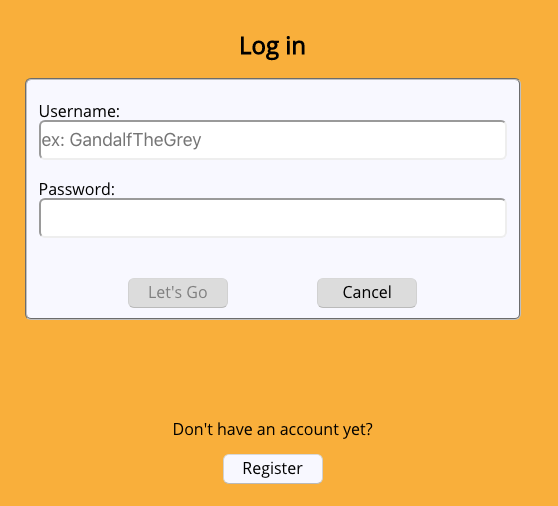 Log in
Username:
ex: GandalfTheGrey
Password:
Let's Go Cancel
Don't have an account yet?
Register